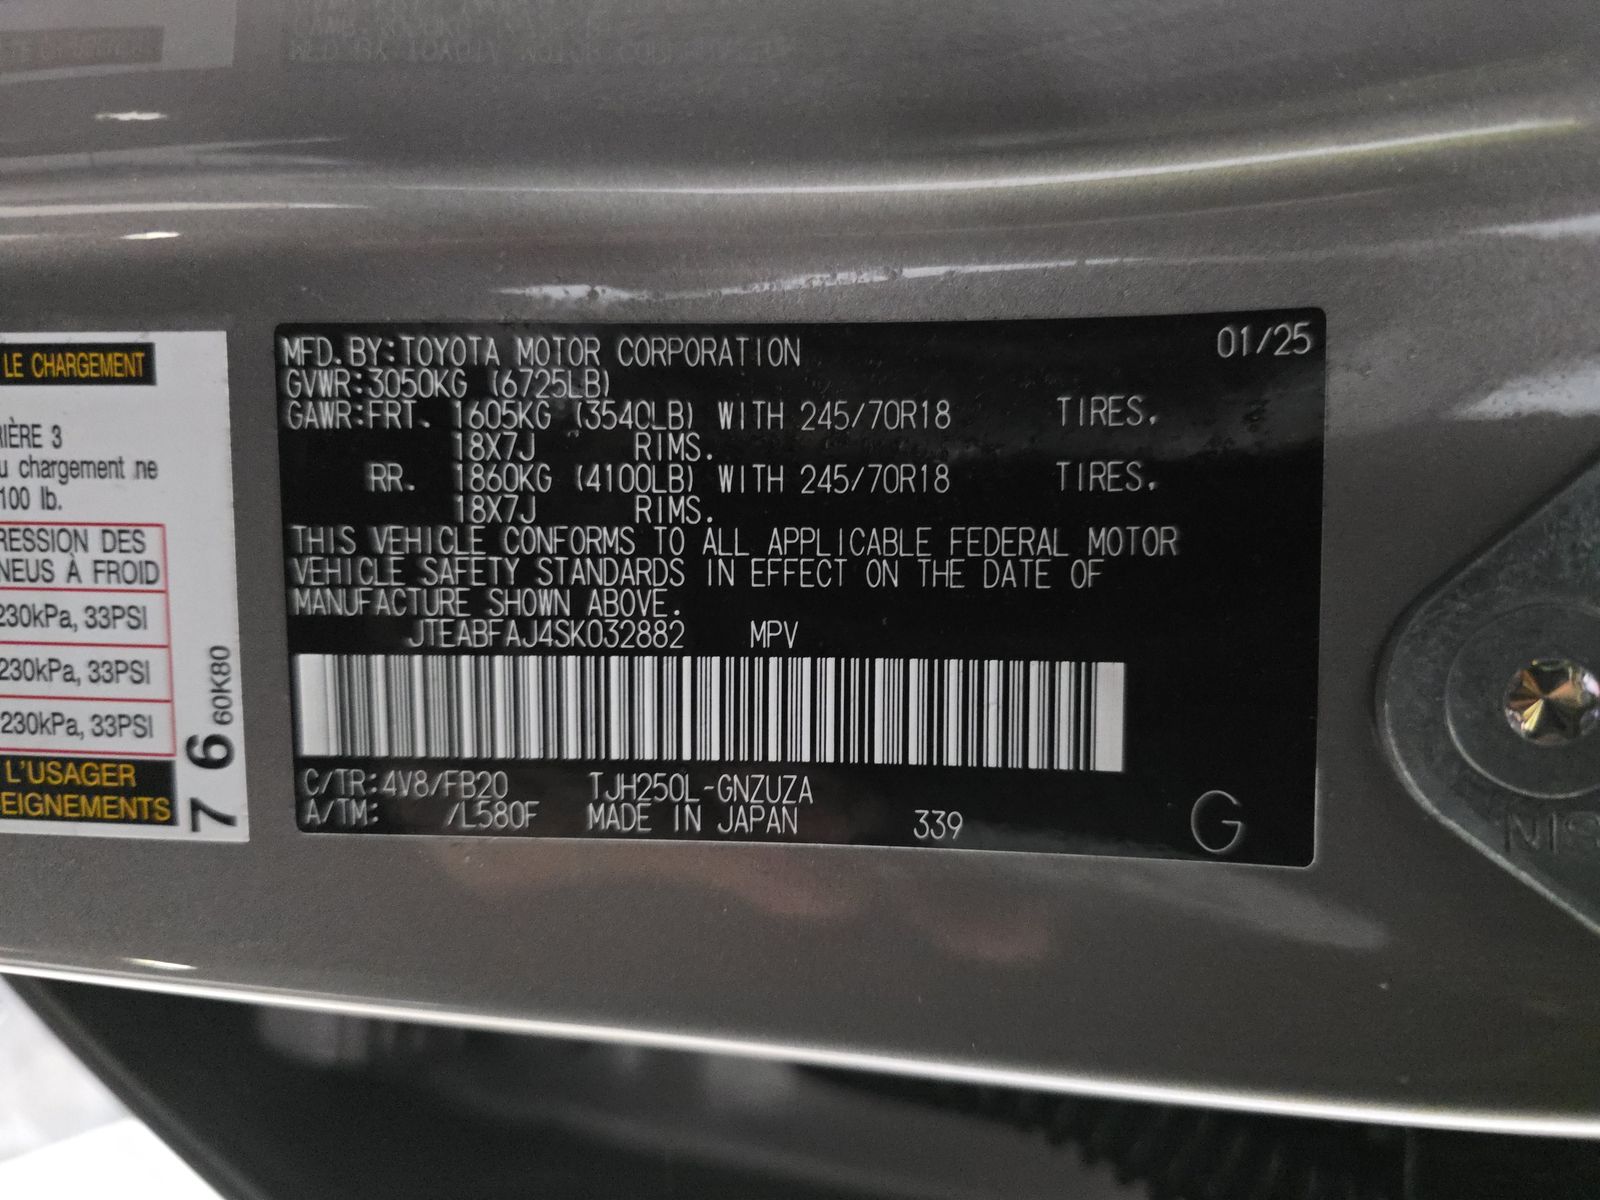 MFD.BY:TOYOTA MOTOR CORPORATION 01/25
GVWR:3050KG (6725LB)
GAWR:FRT. 1605KG (3540LB) WITH 245/70R18 TIRES.
18X7J RIMS.
RR. 1860KG (4100LB) WITH 245/70R18 TIRES.
18X7J RIMS.
THIS VEHICLE CONFORMS TO ALL APPLICABLE FEDERAL MOTOR
VEHICLE SAFETY STANDARDS IN EFFECT ON THE DATE OF
MANUFACTURE SHOWN ABOVE.
JTEABFAJ4SK032882 MPV
C/TR:4V8/FB20 TJH250L-GNZUZA
A/TM: /L580F MADE IN JAPAN 339 G
LE CHARGEMENT
RIÈRE 3
u chargement ne
100 lb.
RESSION DES
NEUS À FROID
230kPa, 33PSI
230kPa, 33PSI
230kPa, 33PSI
L'USAGER
EIGNEMENTS
76 60K80